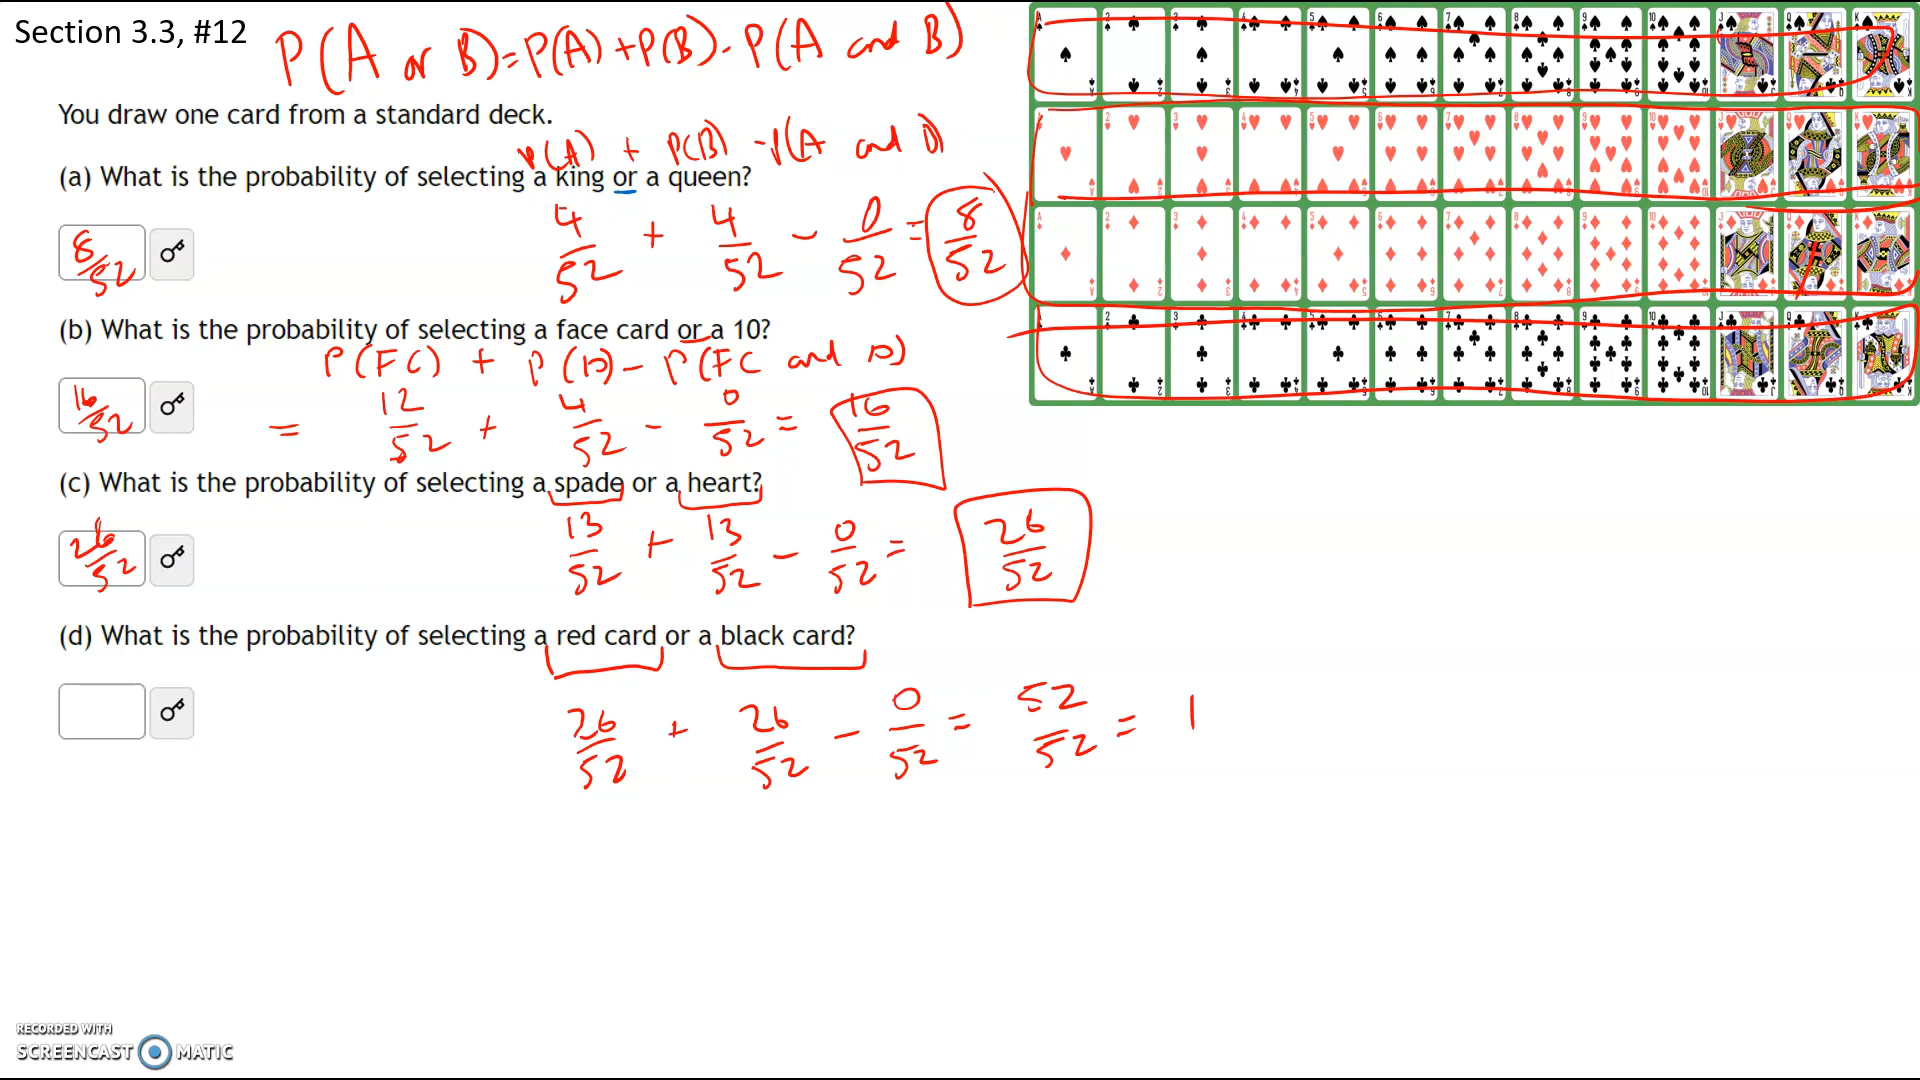 Section 3.3, #12
P(A or B)=P(A)+P(B)-P(A and B)
You draw one card from a standard deck.
P(A) + P(B) -P(A and B)
(a) What is the probability of selecting a king or a queen?
8/52
4/52 + 4/52 - 0/52 = 8/52
(b) What is the probability of selecting a face card or a 10?
P(FC) + P(10) - P(FC and 10)
16/52
= 12/52 + 4/52 - 0/52 = 16/52
(c) What is the probability of selecting a spade or a heart?
26/52
13/52 + 13/52 - 0/52 = 26/52
(d) What is the probability of selecting a red card or a black card?
26/52 + 26/52 - 0/52 = 52/52 = 1
RECORDED WITH
SCREENCAST MATIC